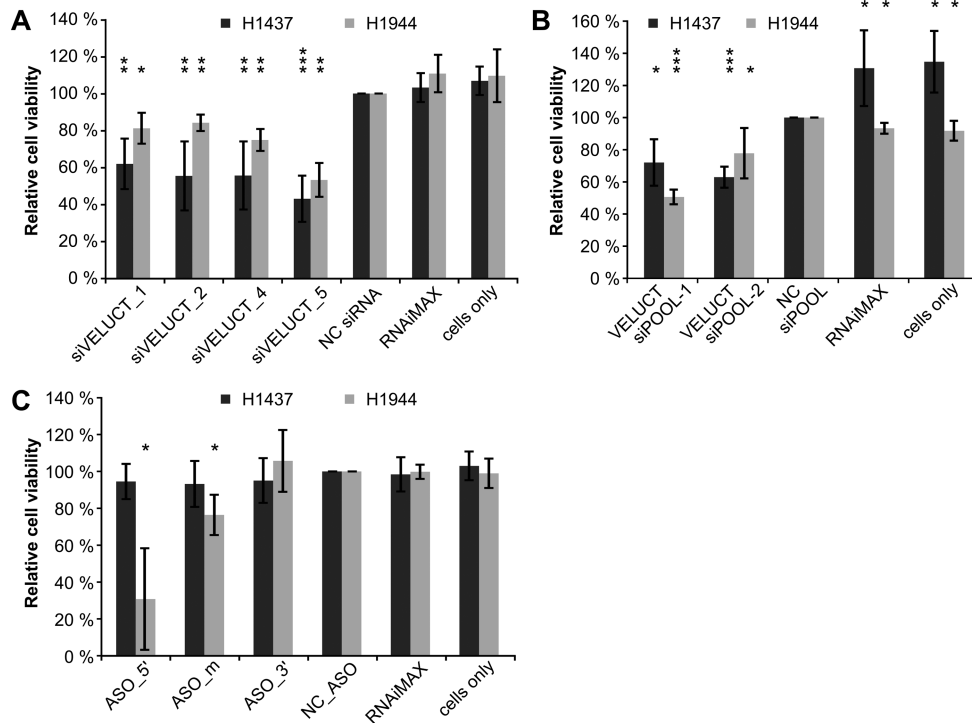 A
H1437 H1944
Relative cell viability
140 %
120 %
100 %
80 %
60 %
40 %
20 %
0 %
** * ** ** ** ** *** **
siVELUCT_1
siVELUCT_2
siVELUCT_4
siVELUCT_5
NC siRNA
RNAiMAX
cells only
B
H1437 H1944
Relative cell viability
160 %
140 %
120 %
100 %
80 %
60 %
40 %
20 %
0 %
* *** *** * * * * *
VELUCT
siPOOL-1
VELUCT
siPOOL-2
NC
siPOOL
RNAiMAX
cells only
C
H1437 H1944
Relative cell viability
140 %
120 %
100 %
80 %
60 %
40 %
20 %
0 %
* *
ASO_5'
ASO_m
ASO_3'
NC_ASO
RNAiMAX
cells only